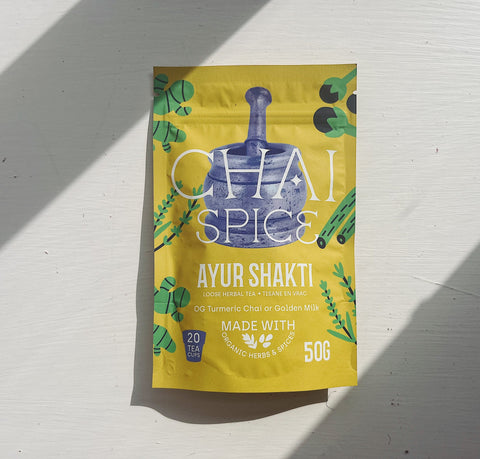 CHAI
SPICE
AYUR SHAKTI
LOOSE HERBAL TEA • TISANE EN VRAC
OG Turmeric Chai or Golden Milk
MADE WITH
ORGANIC HERBS & SPICES
20
TEA
CUPS
50G